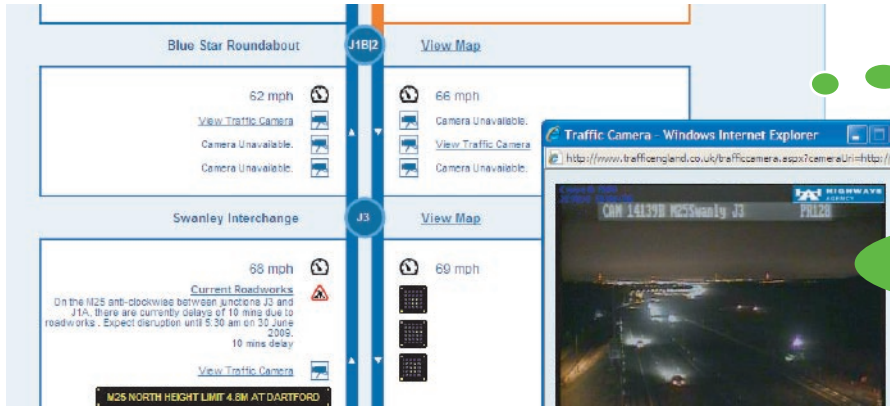 Blue Star Roundabout
J1B|2
View Map
62 mph
66 mph
View Traffic Camera
Camera Unavailable.
Camera Unavailable.
View Traffic Camera
Camera Unavailable.
Camera Unavailable.
Traffic Camera - Windows Internet Explorer
http://www.trafficengland.co.uk/trafficcamera.aspx?cameraUri=http:/
HIGHWAYS
AGENCY
CAM 14139B M25Swanly J3
Swanley Interchange
J3
View Map
68 mph
69 mph
Current Roadworks
On the M25 anti-clockwise between junctions J3 and
J1A, there are currently delays of 10 mins due to
roadworks . Expect disruption until 5:30 am on 30 June
2009.
10 mins delay
View Traffic Camera
M25 NORTH HEIGHT LIMIT 4.8M AT DARTFORD